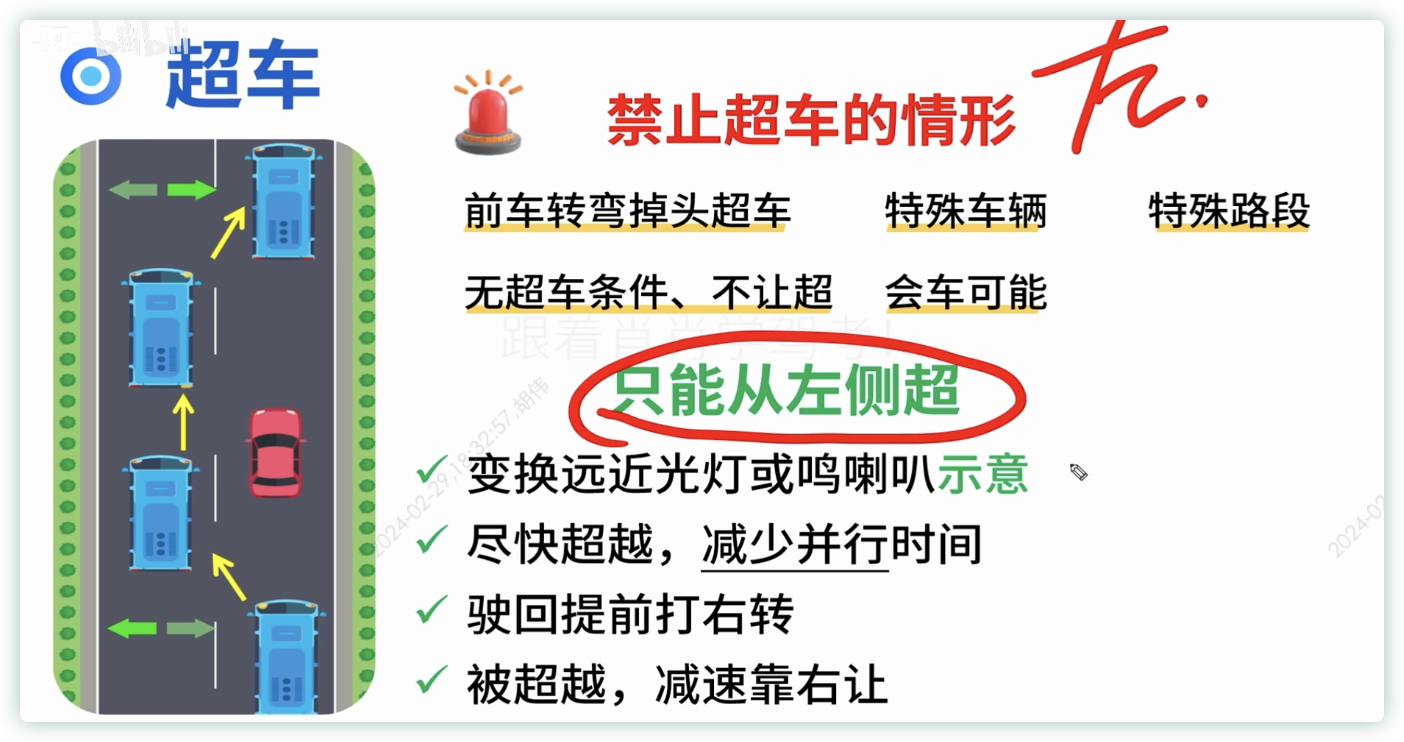 超车
禁止超车的情形
左.
前车转弯掉头超车 特殊车辆 特殊路段
无超车条件、不让超 会车可能
跟着肖肖学驾考!
只能从左侧超
变换远近光灯或鸣喇叭示意
尽快超越，减少并行时间
驶回提前打右转
被超越，减速靠右让
2024-02-29,18:32:57,胡伟
2024-02